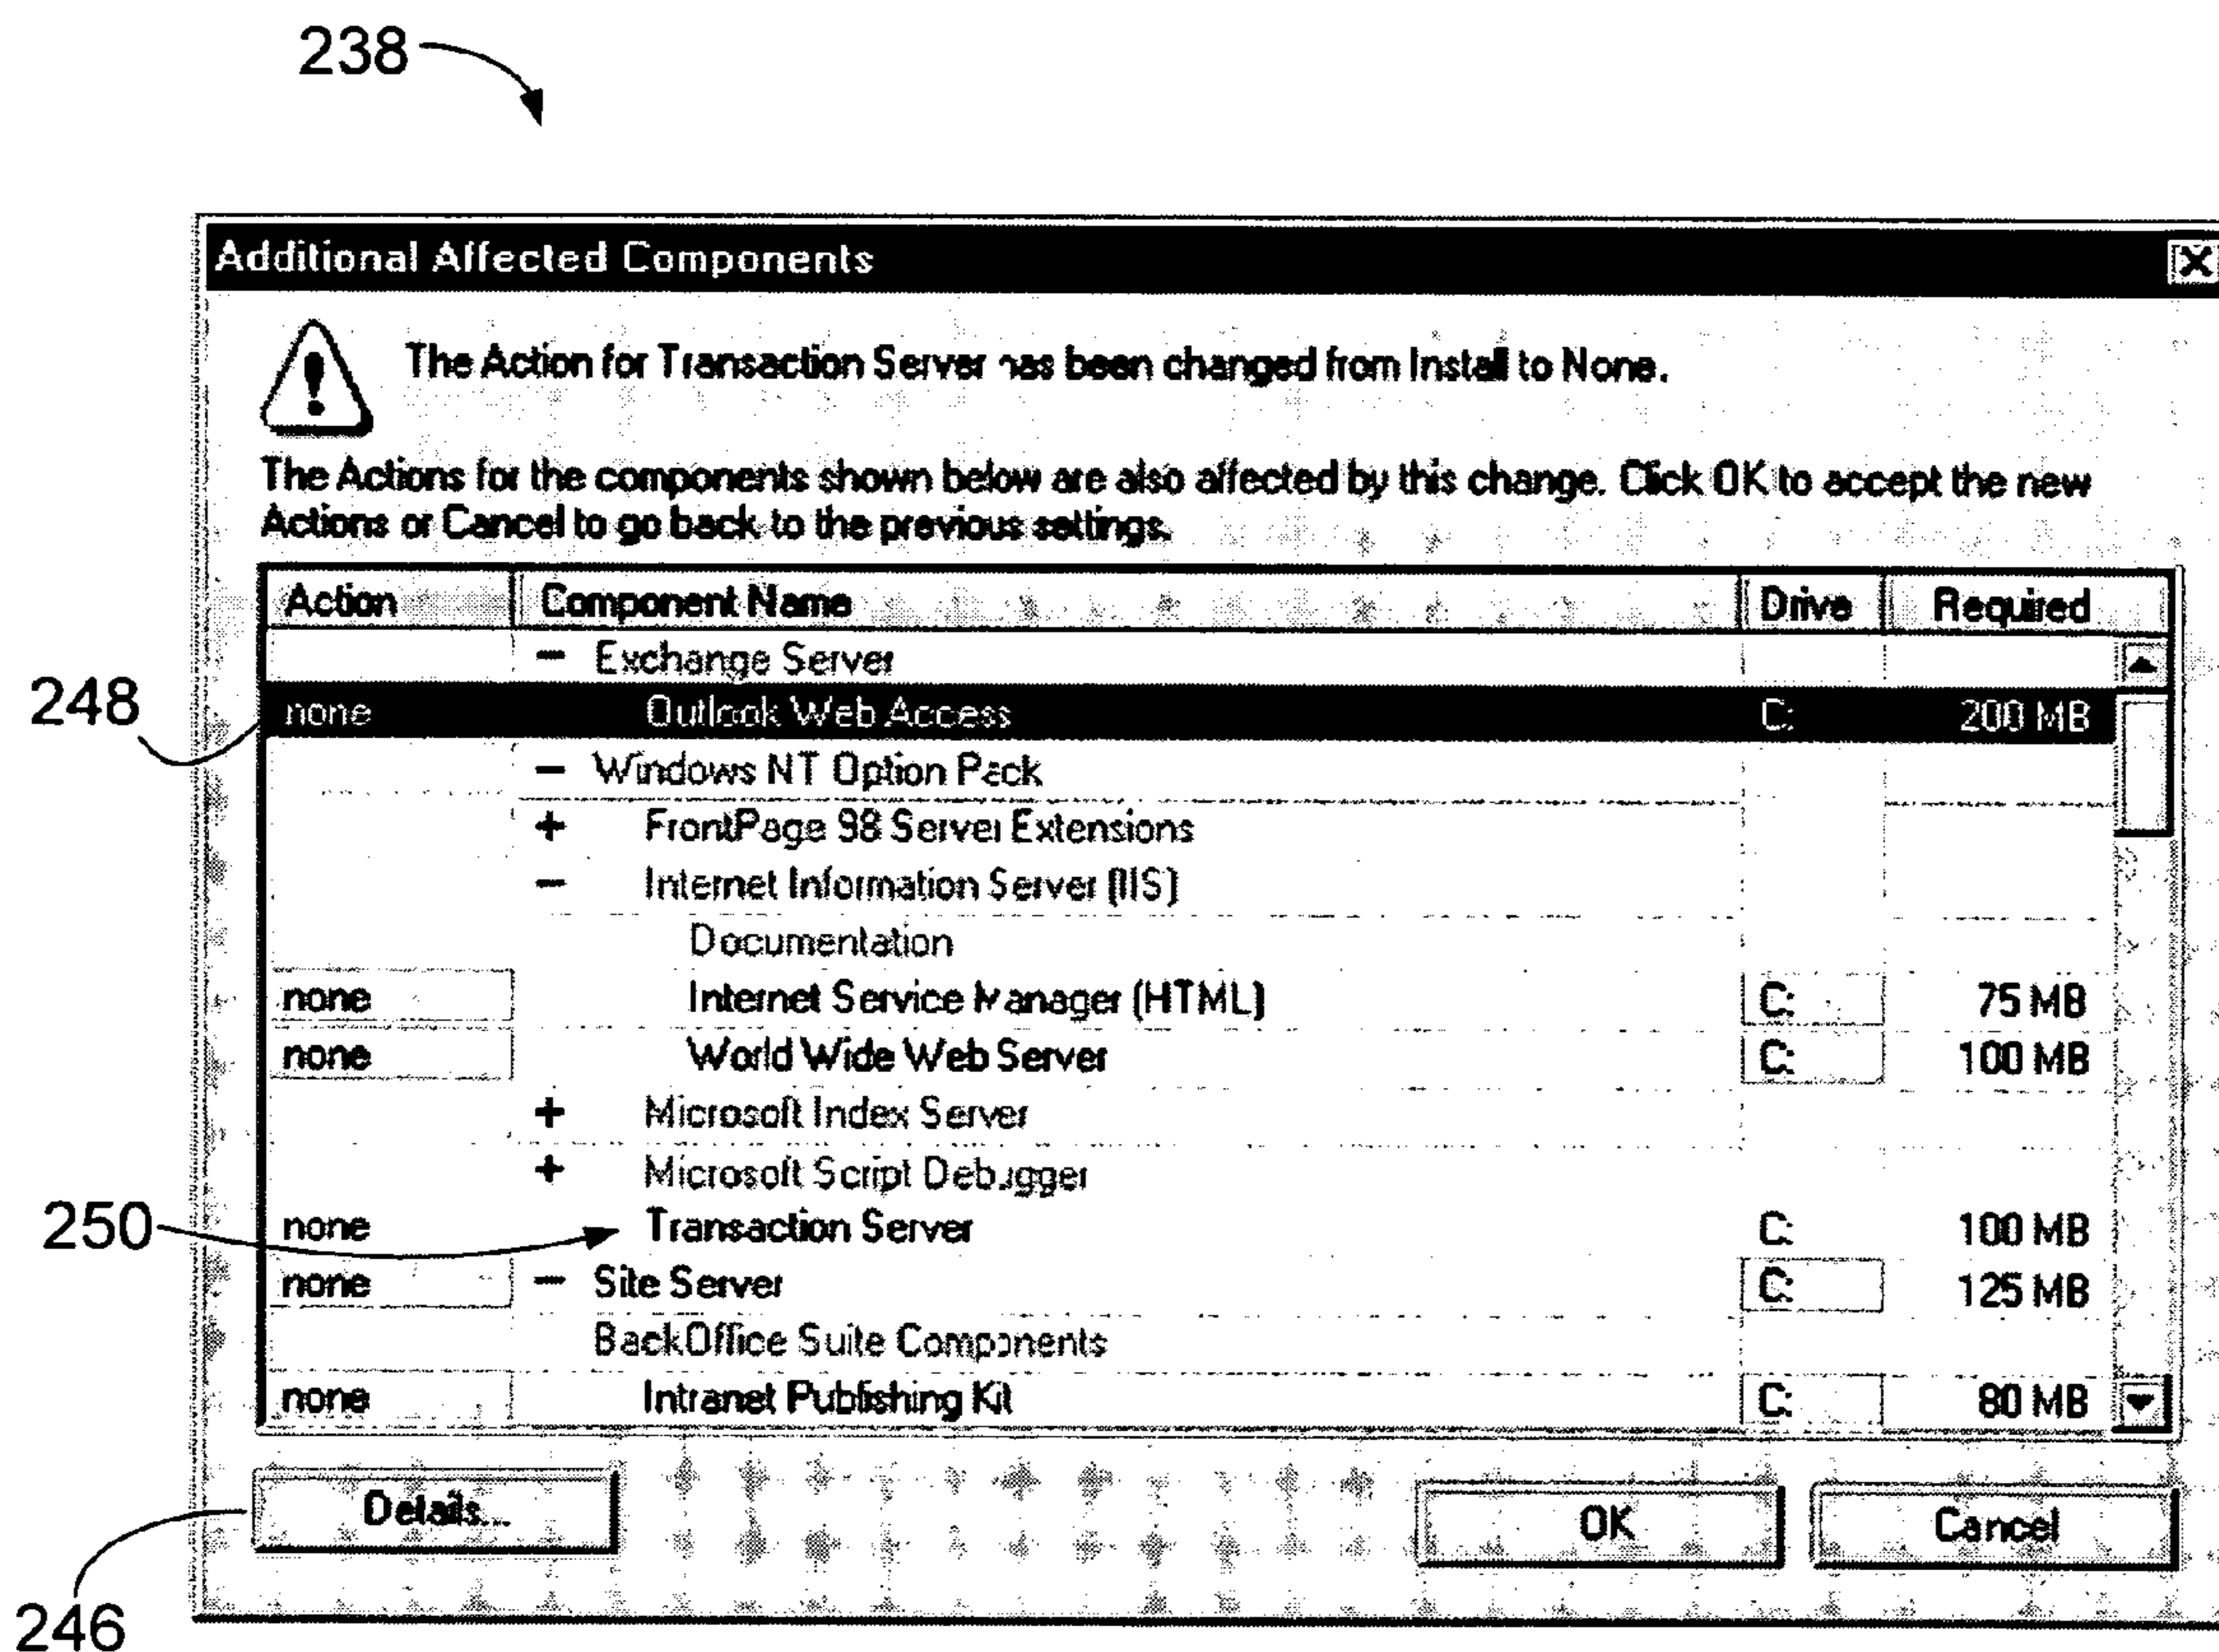 238
Additional Affected Components
The Action for Transaction Server has been changed from Install to None.
The Actions for the components shown below are also affected by this change. Click OK to accept the new
Actions or Cancel to go back to the previous settings.
Action Component Name Drive Required
− Exchange Server
248
none Outlook Web Access C: 200 MB
− Windows NT Option Pack
+ FrontPage 98 Server Extensions
− Internet Information Server (IIS)
Documentation
none Internet Service Manager (HTML) C: 75 MB
none World Wide Web Server C: 100 MB
+ Microsoft Index Server
+ Microsoft Script Debugger
250
none Transaction Server C: 100 MB
none − Site Server C: 125 MB
BackOffice Suite Components
none Intranet Publishing Kit C: 80 MB
Details... OK Cancel
246